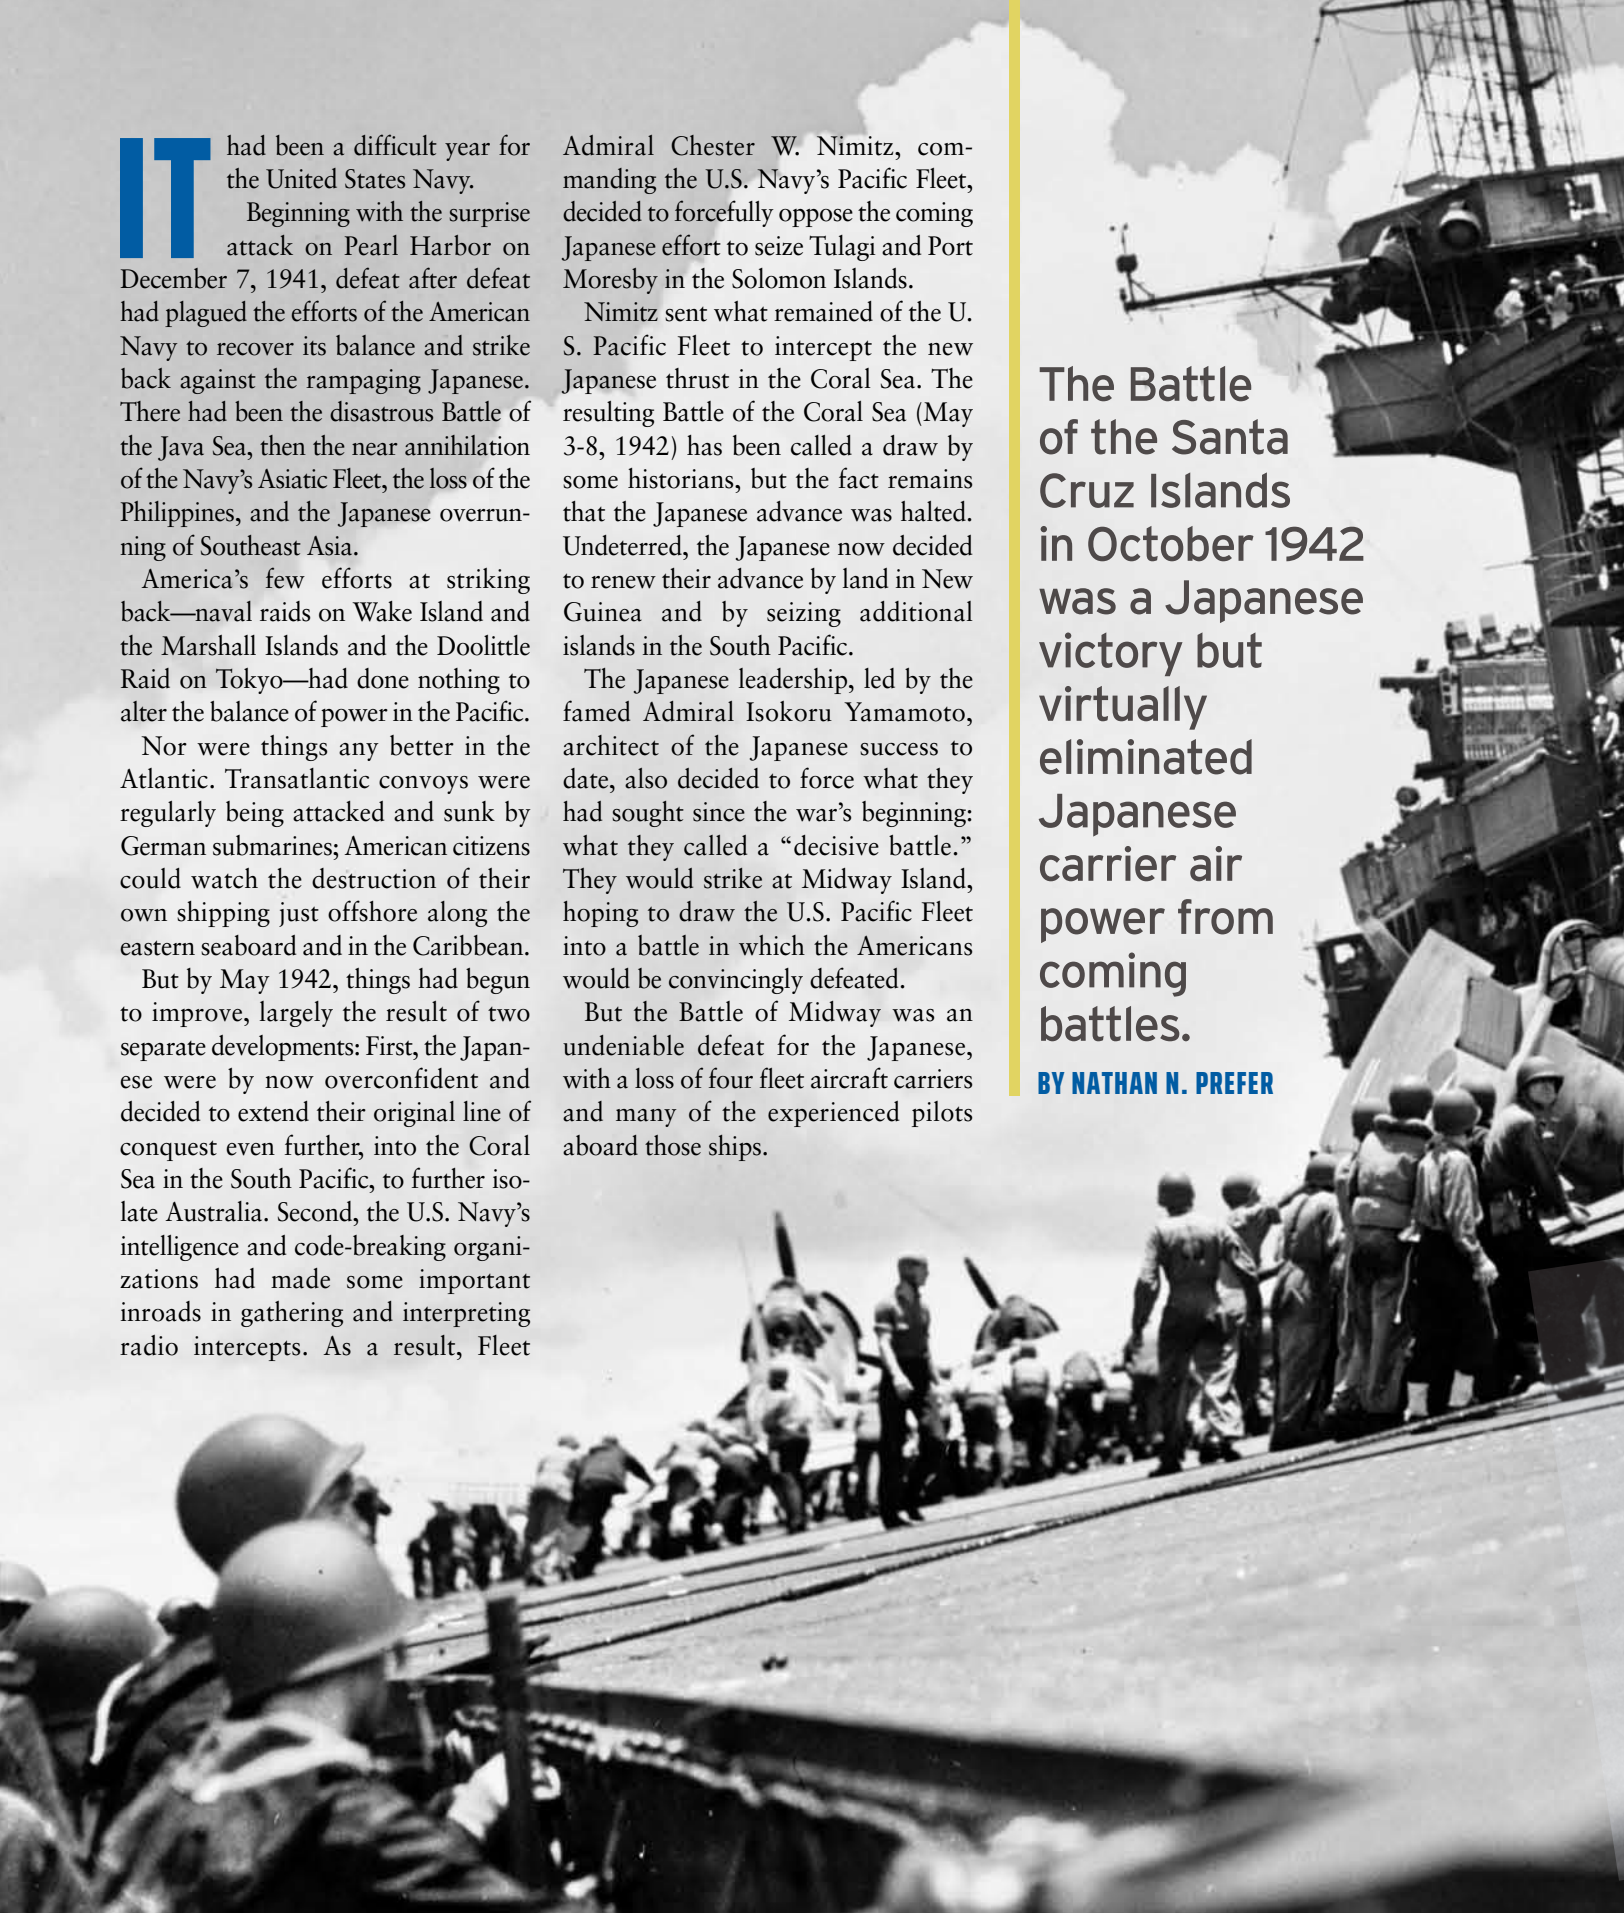 IT had been a difficult year for
the United States Navy.
Beginning with the surprise
attack on Pearl Harbor on
December 7, 1941, defeat after defeat
had plagued the efforts of the American
Navy to recover its balance and strike
back against the rampaging Japanese.
There had been the disastrous Battle of
the Java Sea, then the near annihilation
of the Navy’s Asiatic Fleet, the loss of the
Philippines, and the Japanese overrun-
ning of Southeast Asia.
America’s few efforts at striking
back—naval raids on Wake Island and
the Marshall Islands and the Doolittle
Raid on Tokyo—had done nothing to
alter the balance of power in the Pacific.
Nor were things any better in the
Atlantic. Transatlantic convoys were
regularly being attacked and sunk by
German submarines; American citizens
could watch the destruction of their
own shipping just offshore along the
eastern seaboard and in the Caribbean.
But by May 1942, things had begun
to improve, largely the result of two
separate developments: First, the Japan-
ese were by now overconfident and
decided to extend their original line of
conquest even further, into the Coral
Sea in the South Pacific, to further iso-
late Australia. Second, the U.S. Navy’s
intelligence and code-breaking organi-
zations had made some important
inroads in gathering and interpreting
radio intercepts. As a result, Fleet
Admiral Chester W. Nimitz, com-
manding the U.S. Navy’s Pacific Fleet,
decided to forcefully oppose the coming
Japanese effort to seize Tulagi and Port
Moresby in the Solomon Islands.
Nimitz sent what remained of the U.
S. Pacific Fleet to intercept the new
Japanese thrust in the Coral Sea. The
resulting Battle of the Coral Sea (May
3-8, 1942) has been called a draw by
some historians, but the fact remains
that the Japanese advance was halted.
Undeterred, the Japanese now decided
to renew their advance by land in New
Guinea and by seizing additional
islands in the South Pacific.
The Japanese leadership, led by the
famed Admiral Isokoru Yamamoto,
architect of the Japanese success to
date, also decided to force what they
had sought since the war’s beginning:
what they called a “decisive battle.”
They would strike at Midway Island,
hoping to draw the U.S. Pacific Fleet
into a battle in which the Americans
would be convincingly defeated.
But the Battle of Midway was an
undeniable defeat for the Japanese,
with a loss of four fleet aircraft carriers
and many of the experienced pilots
aboard those ships.
The Battle
of the Santa
Cruz Islands
in October 1942
was a Japanese
victory but
virtually
eliminated
Japanese
carrier air
power from
coming
battles.
BY NATHAN N. PREFER